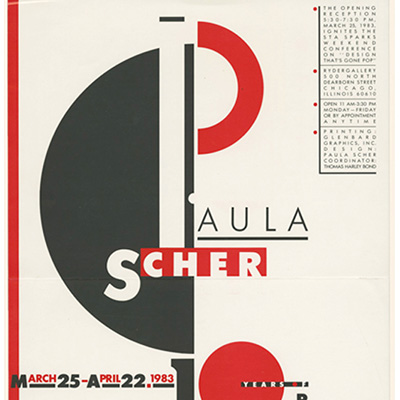 THE OPENING
RECEPTION
5:30-7:30 PM,
MARCH 25, 1983,
IGNITES THE
STA SPARKS
WEEKEND
CONFERENCE
ON "DESIGN
THAT'S GONE POP"
RYDERGALLERY
500 NORTH
DEARBORN STREET
CHICAGO,
ILLINOIS 60610
OPEN 11 AM-3:30 PM
MONDAY-FRIDAY
OR BY APPOINTMENT
ANYTIME
PRINTING:
GLENBARD
GRAPHICS, INC.
DESIGN:
PAULA SCHER
COORDINATOR:
THOMAS HARLEY BOND
PAULA
SCHER
MARCH 25-APRIL 22, 1983
10
YEARS OF
P